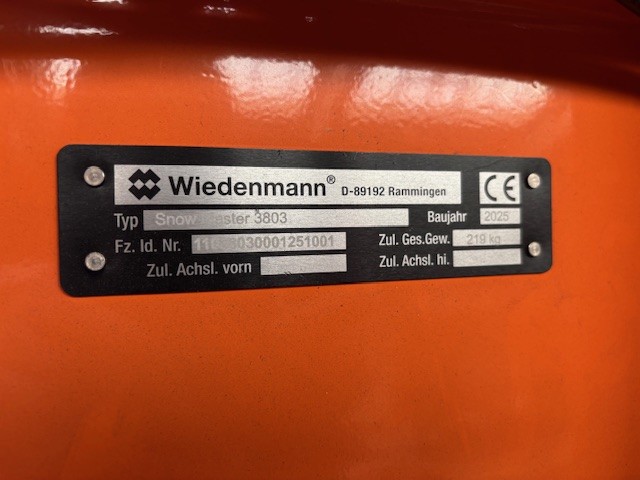 Wiedenmann® D-89192 Rammingen CE
Typ Snow Master 3803 Baujahr 2025
Fz. Id. Nr. Zul. Ges.Gew. 219 kg
Zul. Achsl. vorn Zul. Achsl. hi.